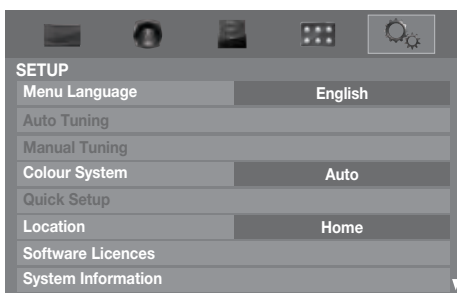 SETUP
Menu Language English
Auto Tuning
Manual Tuning
Colour System Auto
Quick Setup
Location Home
Software Licences
System Information